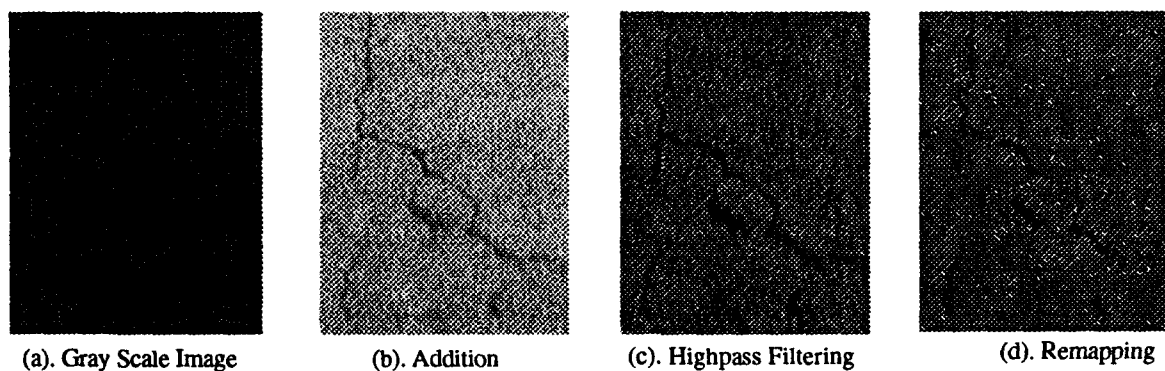 (a). Gray Scale Image
(b). Addition
(c). Highpass Filtering
(d). Remapping